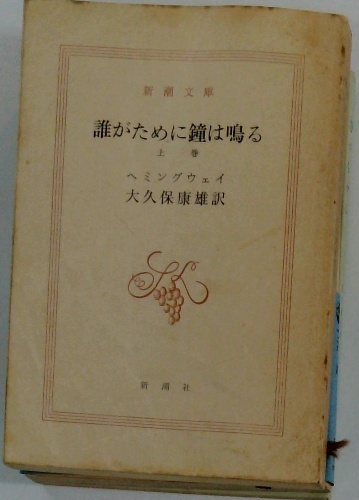 新潮文庫
誰がために鐘は鳴る
上巻
ヘミングウェイ
大久保康雄訳
新潮社